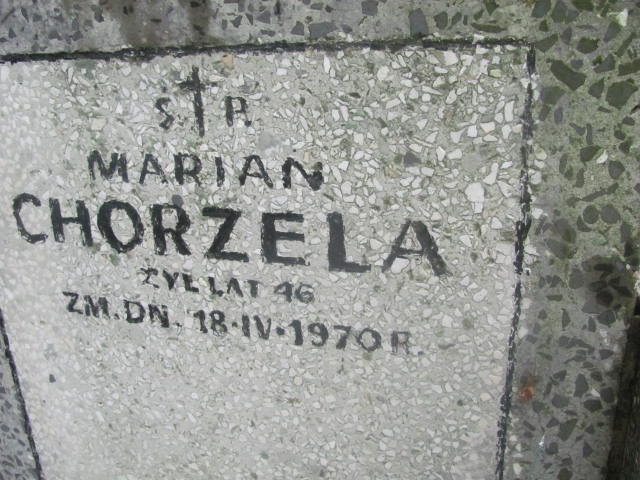 Ś P.
MARIAN
CHORZELA
ŻYŁ LAT 46
ZM. DN. 18·IV·1970 R.